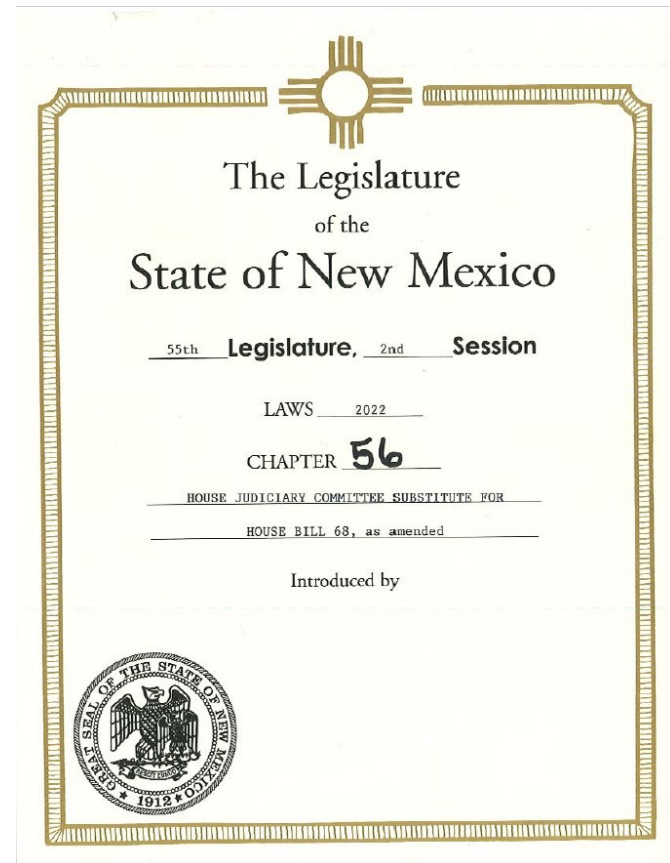 The Legislature
of the
State of New Mexico
55th Legislature, 2nd Session
LAWS 2022
CHAPTER 56
HOUSE JUDICIARY COMMITTEE SUBSTITUTE FOR
HOUSE BILL 68, as amended
Introduced by
GREAT SEAL OF THE STATE OF NEW MEXICO
1912